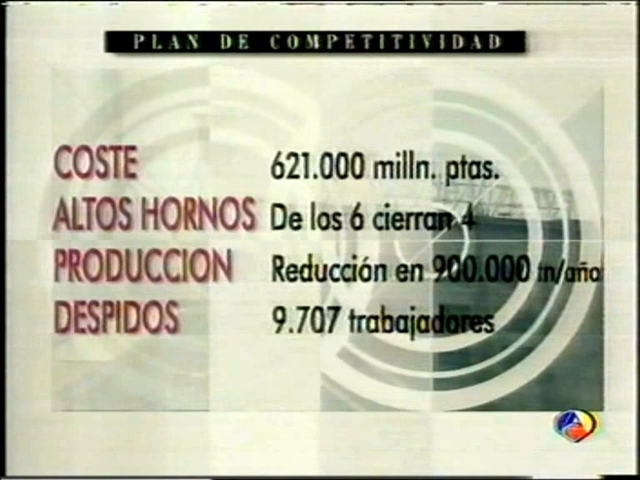 PLAN DE COMPETITIVIDAD
COSTE 621.000 milln. ptas.
ALTOS HORNOS De los 6 cierran 4
PRODUCCION Reducción en 900.000 tn/año
DESPIDOS 9.707 trabajadores